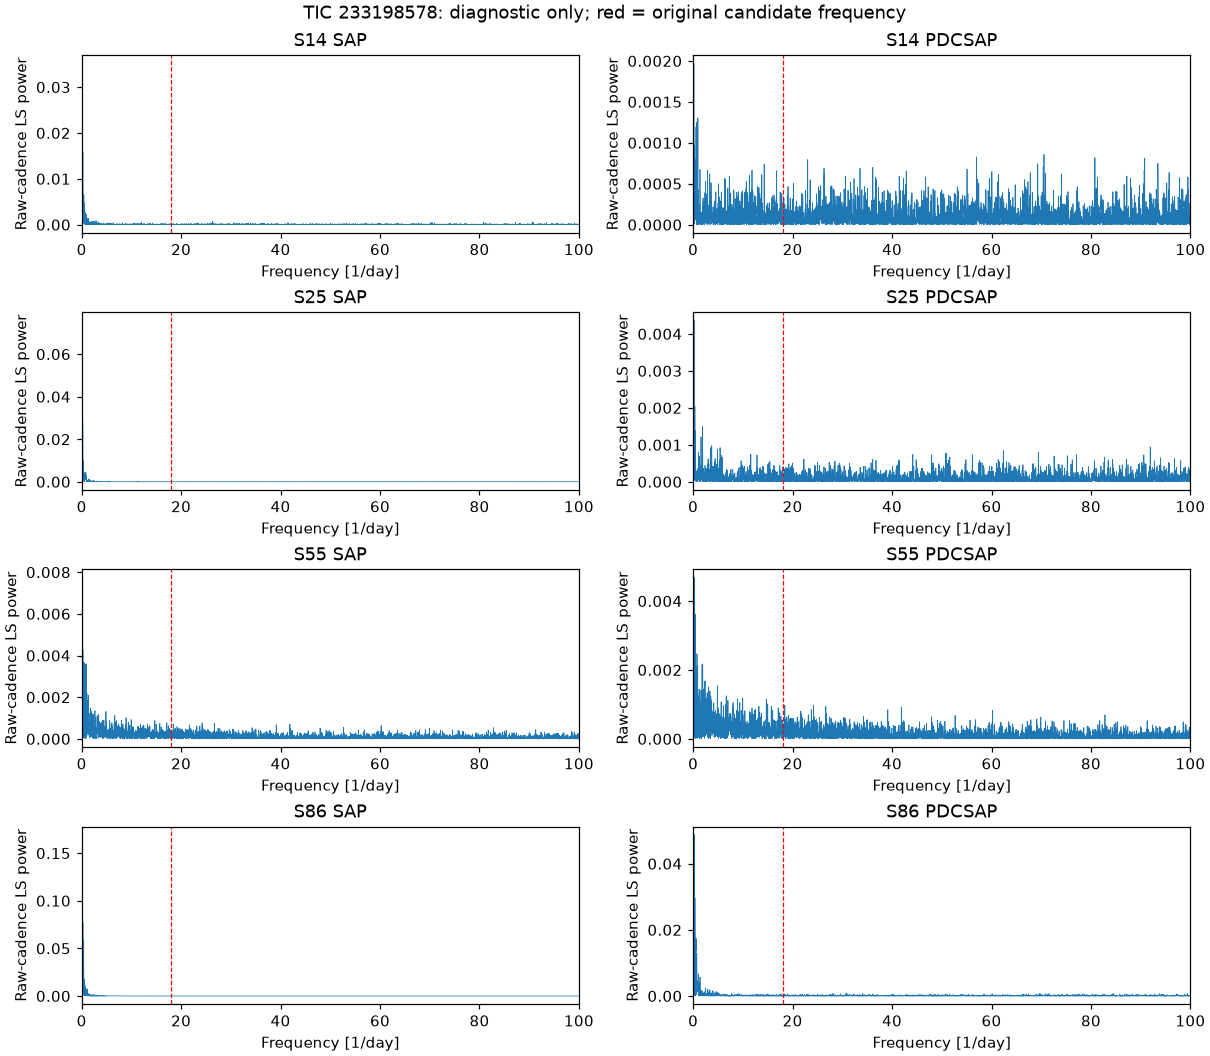 TIC 233198578: diagnostic only; red = original candidate frequency
S14 SAP
Raw-cadence LS power
0.03
0.02
0.01
0.00
0 20 40 60 80 100
Frequency [1/day]
S14 PDCSAP
Raw-cadence LS power
0.0020
0.0015
0.0010
0.0005
0.0000
0 20 40 60 80 100
Frequency [1/day]
S25 SAP
Raw-cadence LS power
0.06
0.04
0.02
0.00
0 20 40 60 80 100
Frequency [1/day]
S25 PDCSAP
Raw-cadence LS power
0.004
0.003
0.002
0.001
0.000
0 20 40 60 80 100
Frequency [1/day]
S55 SAP
Raw-cadence LS power
0.008
0.006
0.004
0.002
0.000
0 20 40 60 80 100
Frequency [1/day]
S55 PDCSAP
Raw-cadence LS power
0.004
0.002
0.000
0 20 40 60 80 100
Frequency [1/day]
S86 SAP
Raw-cadence LS power
0.15
0.10
0.05
0.00
0 20 40 60 80 100
Frequency [1/day]
S86 PDCSAP
Raw-cadence LS power
0.04
0.02
0.00
0 20 40 60 80 100
Frequency [1/day]